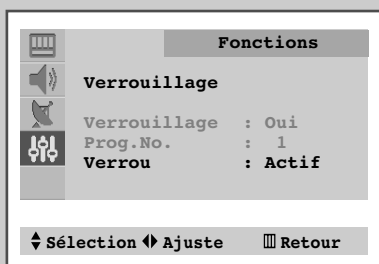 Fonctions
Verrouillage
Verrouillage : Oui
Prog.No. : 1
Verrou : Actif
Sélection Ajuste Retour